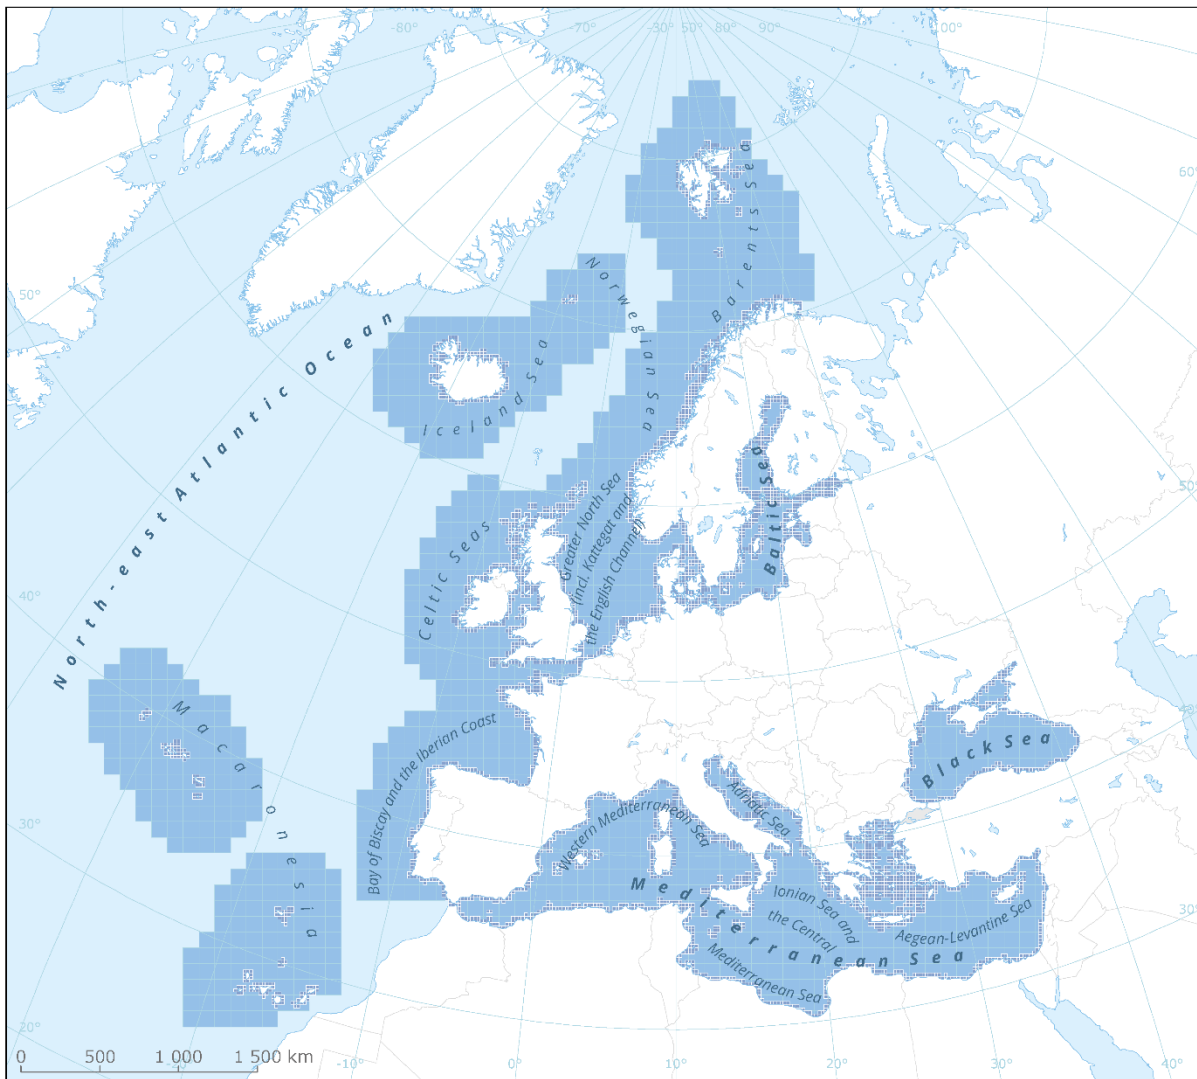 -80°
-70°
-30°
50°
80°
90°
100°
60°
50°
50°
40°
30°
30°
20°
-10°
0°
10°
20°
30°
40°
Barents Sea
Norwegian Sea
Iceland Sea
North-east Atlantic Ocean
Celtic Seas
Greater North Sea
(incl. Kattegat and
the English Channel)
Baltic Sea
Macaronesia
Bay of Biscay and the Iberian Coast
Western Mediterranean Sea
Adriatic Sea
Black Sea
Mediterranean Sea
Ionian Sea and
the Central
Mediterranean Sea
Aegean-Levantine Sea
0 500 1 000 1 500 km